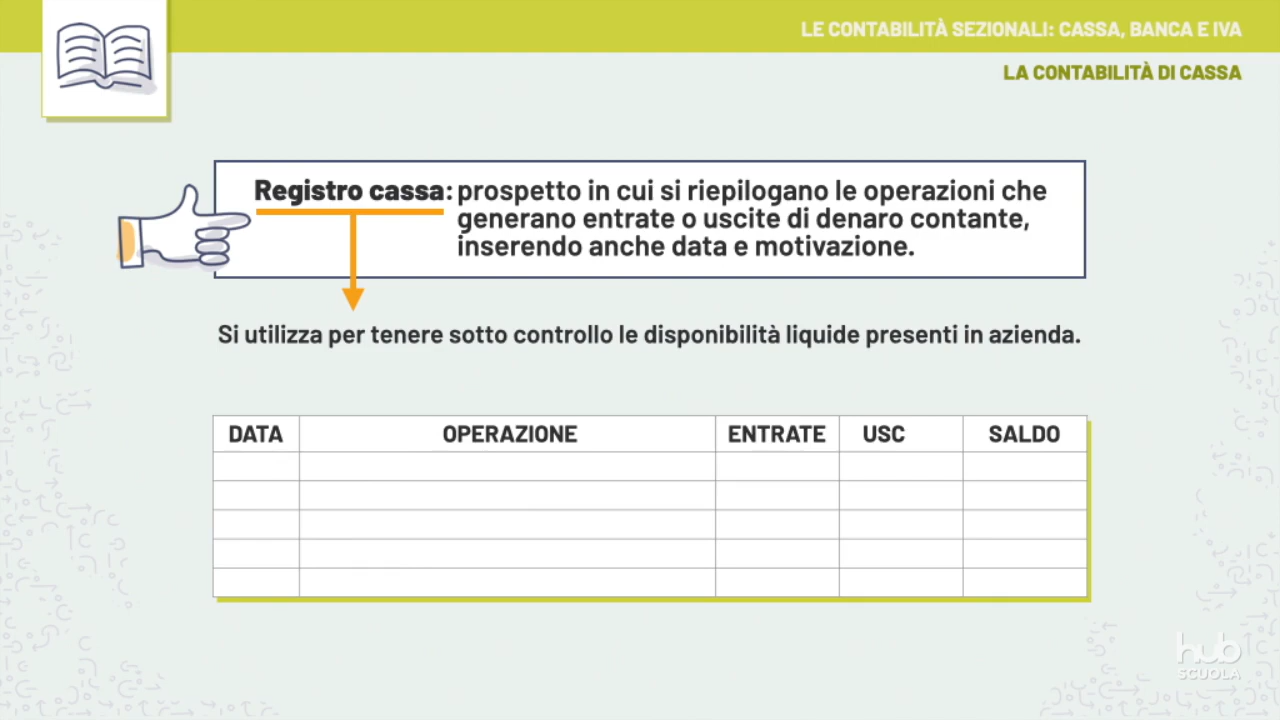 LE CONTABILITÀ SEZIONALI: CASSA, BANCA E IVA
LA CONTABILITÀ DI CASSA
Registro cassa: prospetto in cui si riepilogano le operazioni che
generano entrate o uscite di denaro contante,
inserendo anche data e motivazione.
Si utilizza per tenere sotto controllo le disponibilità liquide presenti in azienda.
DATA OPERAZIONE ENTRATE USC SALDO
hub
SCUOLA